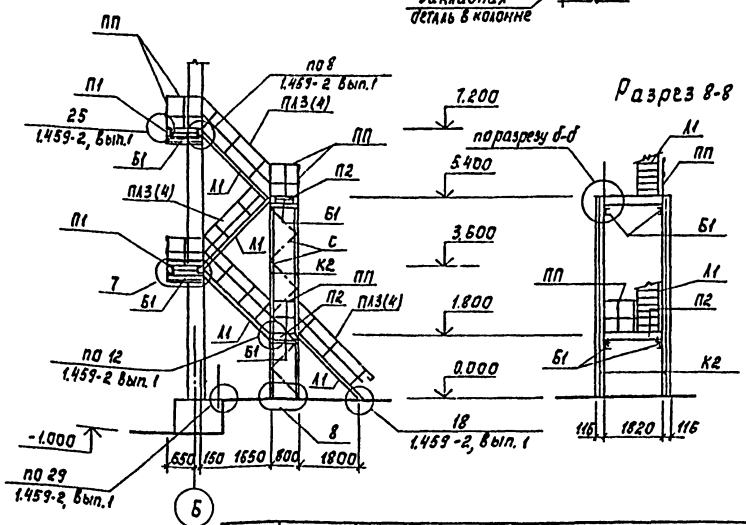 деталь в колонне
ПП
по 8
1.459-2 вып.1
ПЛ3(4)
7.200
Разрез 8-8
П1
25
1.459-2, вып.1
Б1
ПП
по разрезу б-б
Л1
ПП
5.400
П2
ПЛ3(4)
Л1
Б1
С
3.600
Б1
П1
Л1
К2
7
Б1
ПП
ПП
Л1
П2
1.800
П2
ПЛ3(4)
Л1
Б1
Б1
по 12
1.459-2 вып.1
Л1
0.000
К2
-1.000
8
18
1.459-2, вып.1
650 150 1650 800 1800
116 1820 116
по 29
1.459-2, вып.1
Б